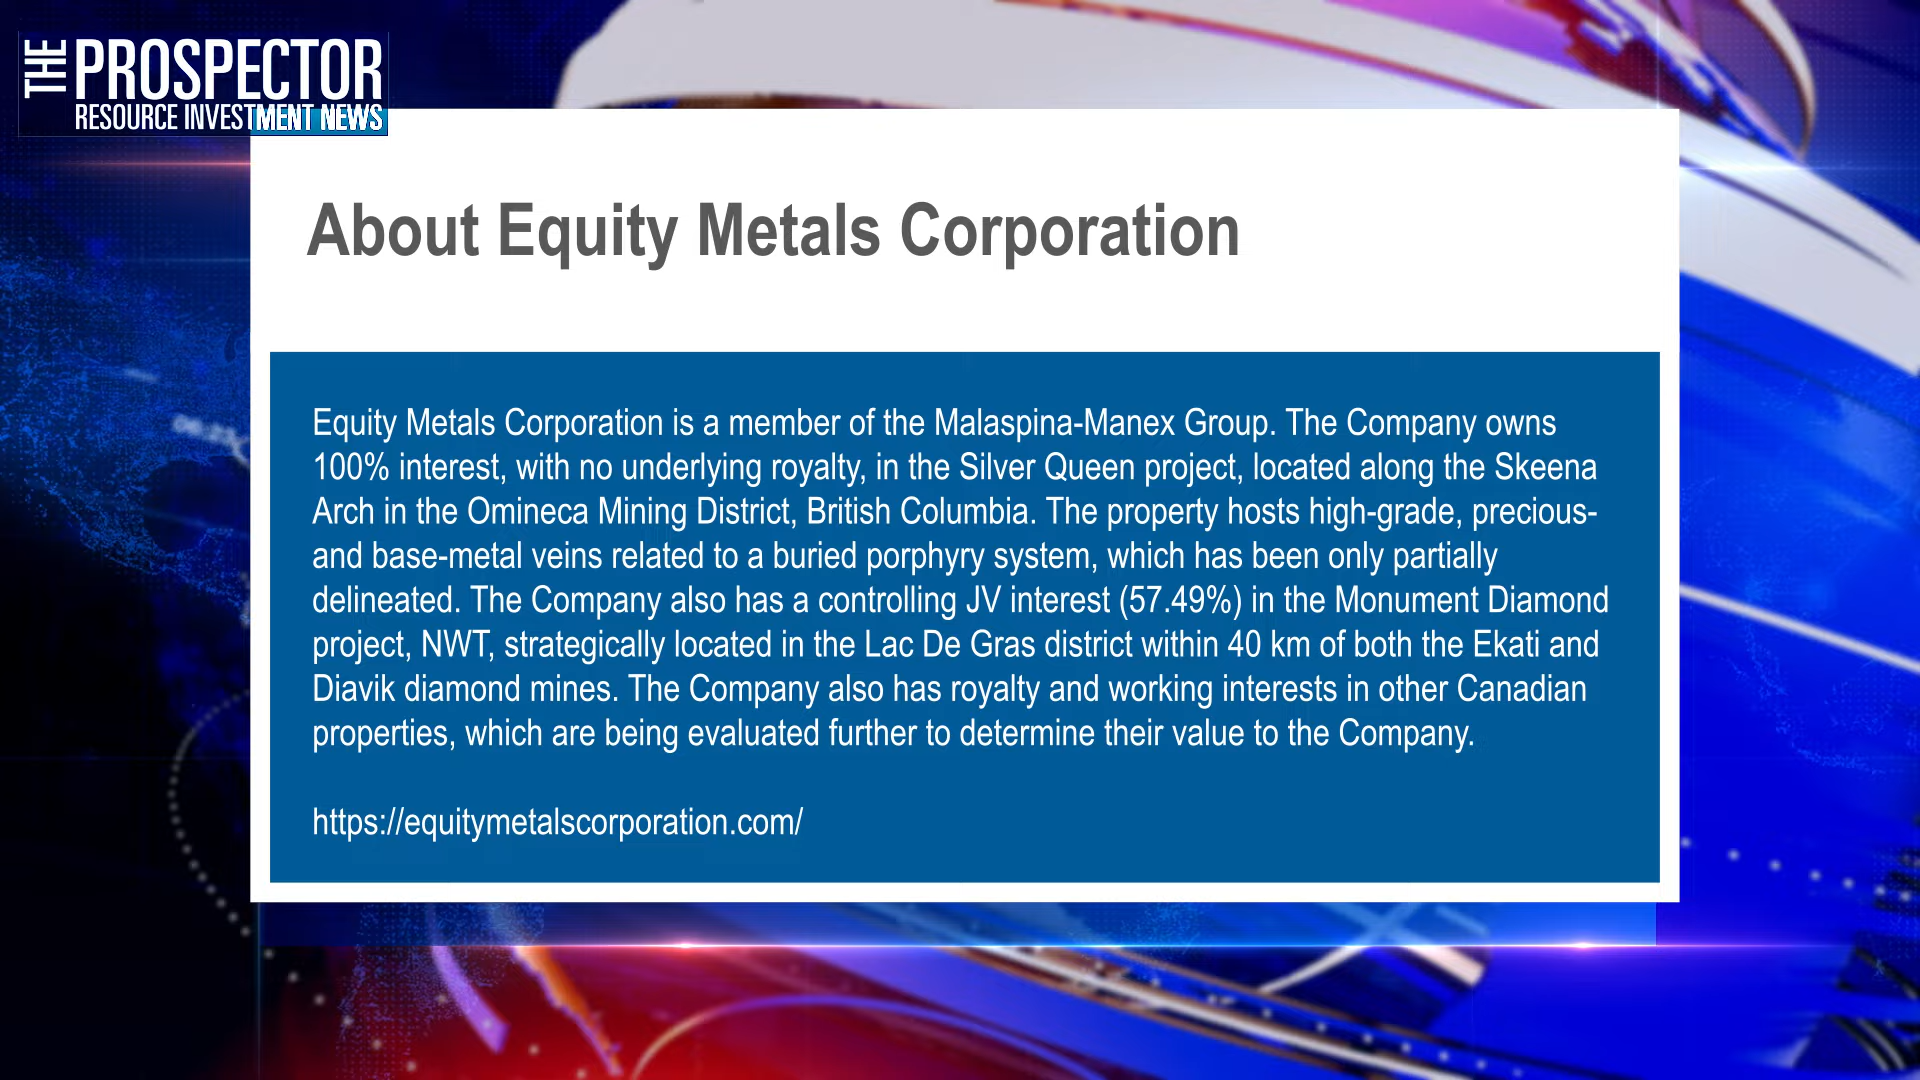 THE PROSPECTOR
RESOURCE INVESTMENT NEWS
About Equity Metals Corporation
Equity Metals Corporation is a member of the Malaspina-Manex Group. The Company owns
100% interest, with no underlying royalty, in the Silver Queen project, located along the Skeena
Arch in the Omineca Mining District, British Columbia. The property hosts high-grade, precious-
and base-metal veins related to a buried porphyry system, which has been only partially
delineated. The Company also has a controlling JV interest (57.49%) in the Monument Diamond
project, NWT, strategically located in the Lac De Gras district within 40 km of both the Ekati and
Diavik diamond mines. The Company also has royalty and working interests in other Canadian
properties, which are being evaluated further to determine their value to the Company.
https://equitymetalscorporation.com/